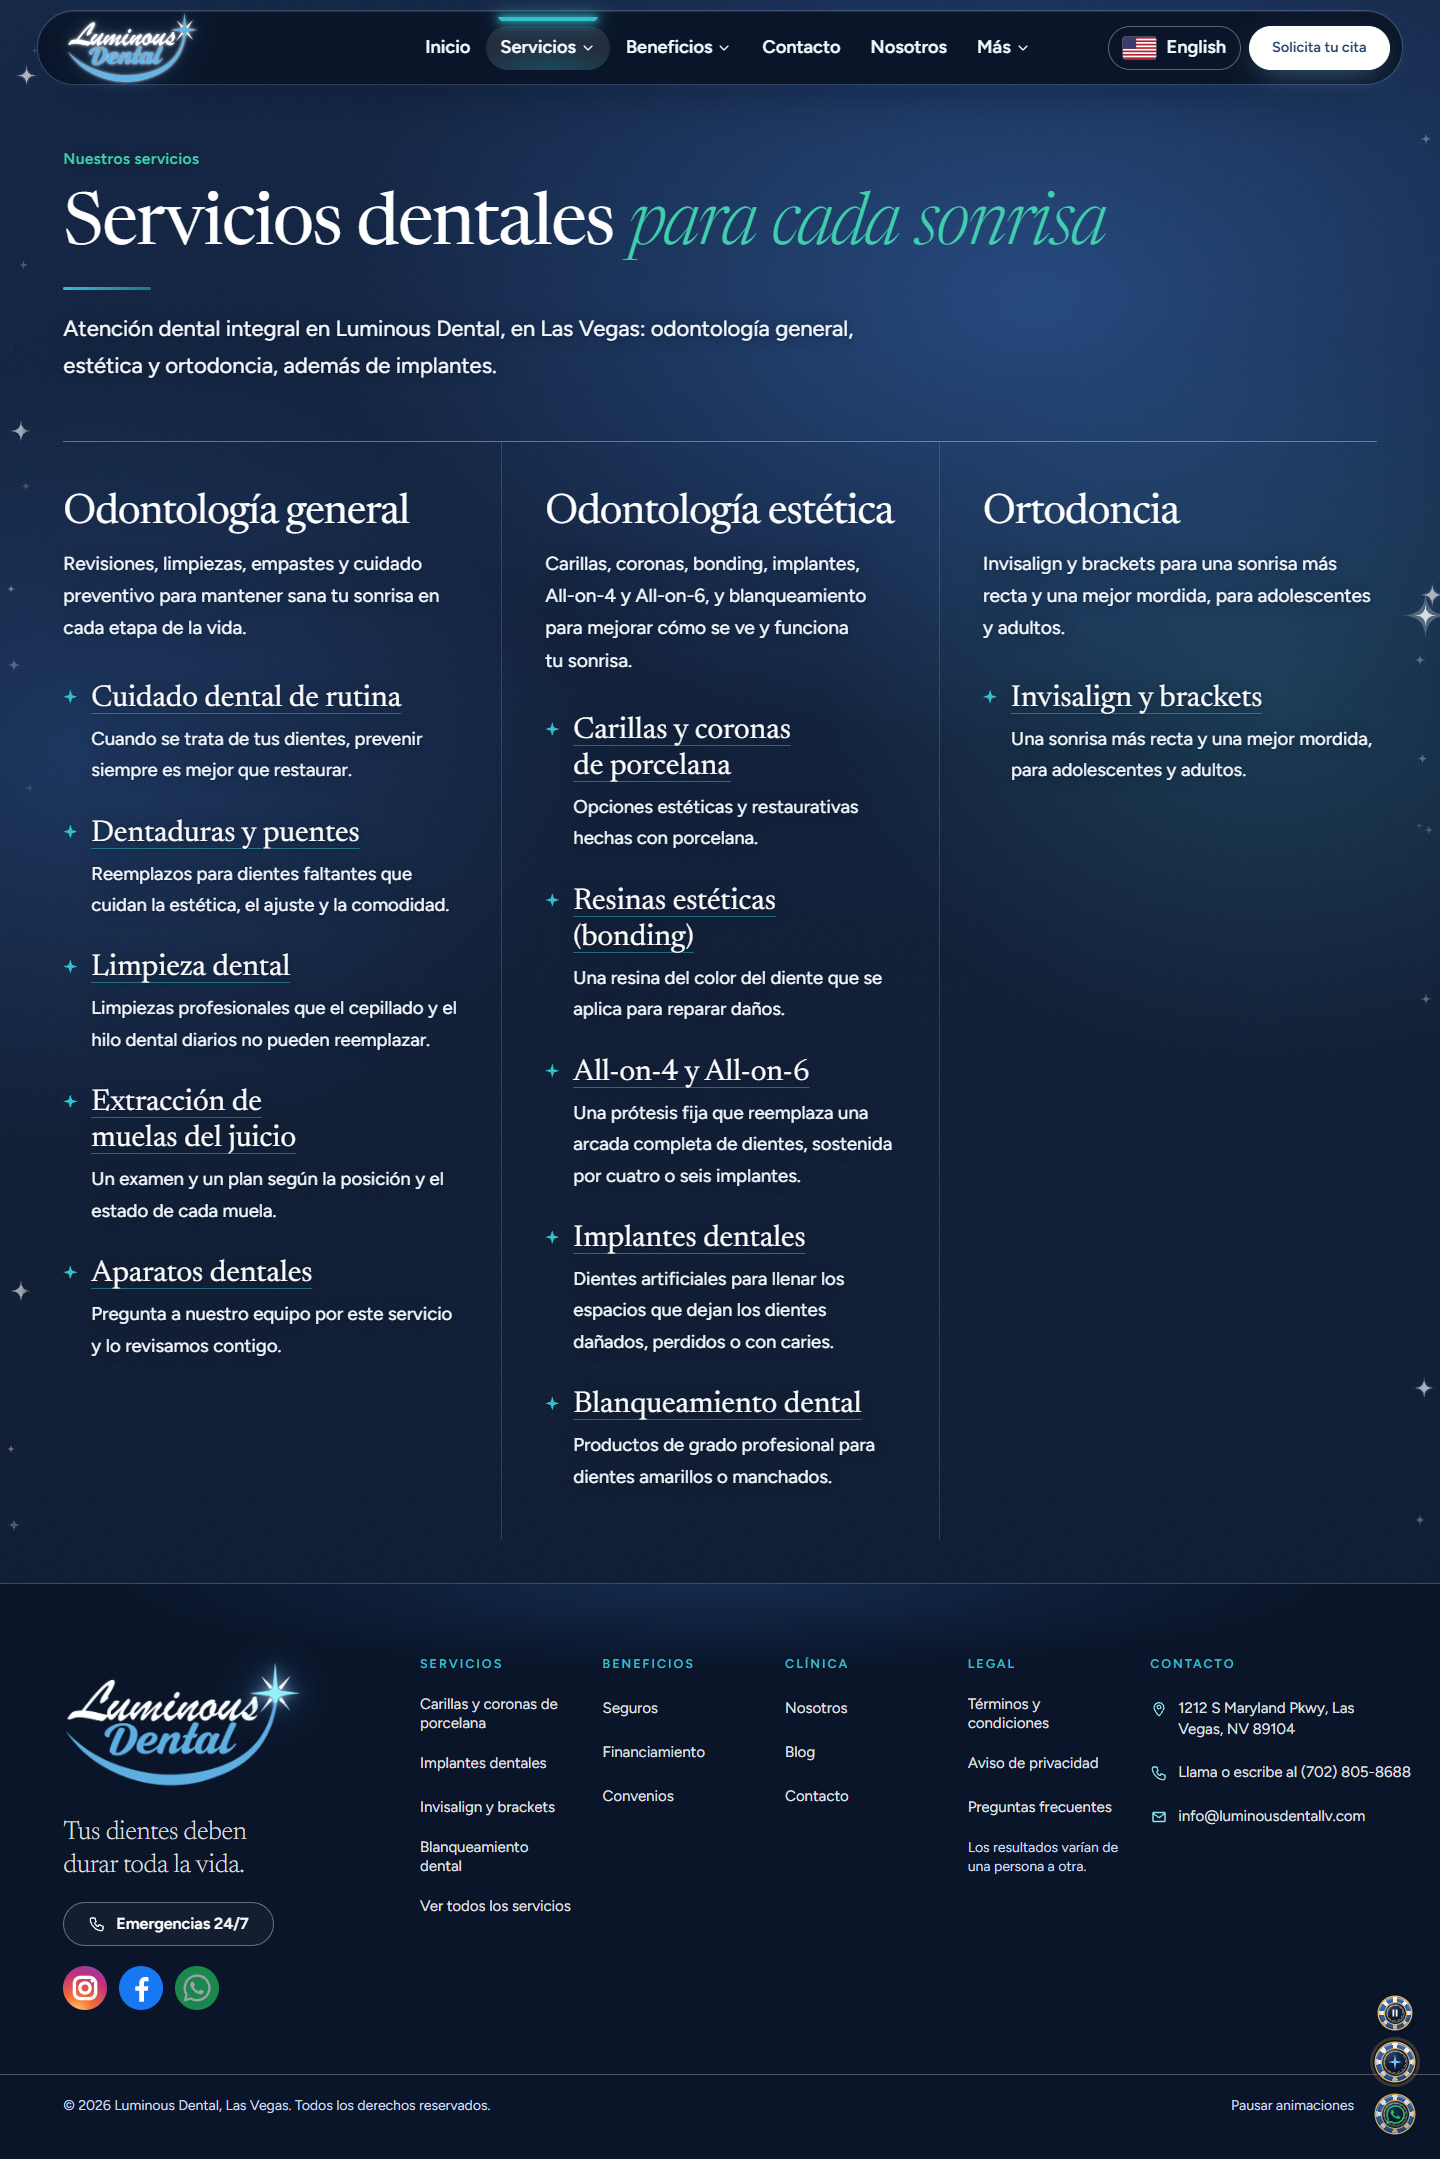 Luminous
Dental
Inicio
Servicios
Beneficios
Contacto
Nosotros
Más
English
Solicita tu cita
Nuestros servicios
Servicios dentales para cada sonrisa
Atención dental integral en Luminous Dental, en Las Vegas: odontología general,
estética y ortodoncia, además de implantes.
Odontología general
Revisiones, limpiezas, empastes y cuidado
preventivo para mantener sana tu sonrisa en
cada etapa de la vida.
Cuidado dental de rutina
Cuando se trata de tus dientes, prevenir
siempre es mejor que restaurar.
Dentaduras y puentes
Reemplazos para dientes faltantes que
cuidan la estética, el ajuste y la comodidad.
Limpieza dental
Limpiezas profesionales que el cepillado y el
hilo dental diarios no pueden reemplazar.
Extracción de
muelas del juicio
Un examen y un plan según la posición y el
estado de cada muela.
Aparatos dentales
Pregunta a nuestro equipo por este servicio
y lo revisamos contigo.
Odontología estética
Carillas, coronas, bonding, implantes,
All-on-4 y All-on-6, y blanqueamiento
para mejorar cómo se ve y funciona
tu sonrisa.
Carillas y coronas
de porcelana
Opciones estéticas y restaurativas
hechas con porcelana.
Resinas estéticas
(bonding)
Una resina del color del diente que se
aplica para reparar daños.
All-on-4 y All-on-6
Una prótesis fija que reemplaza una
arcada completa de dientes, sostenida
por cuatro o seis implantes.
Implantes dentales
Dientes artificiales para llenar los
espacios que dejan los dientes
dañados, perdidos o con caries.
Blanqueamiento dental
Productos de grado profesional para
dientes amarillos o manchados.
Ortodoncia
Invisalign y brackets para una sonrisa más
recta y una mejor mordida, para adolescentes
y adultos.
Invisalign y brackets
Una sonrisa más recta y una mejor mordida,
para adolescentes y adultos.
Luminous
Dental
Tus dientes deben
durar toda la vida.
Emergencias 24/7
SERVICIOS
Carillas y coronas de
porcelana
Implantes dentales
Invisalign y brackets
Blanqueamiento
dental
Ver todos los servicios
BENEFICIOS
Seguros
Financiamiento
Convenios
CLÍNICA
Nosotros
Blog
Contacto
LEGAL
Términos y
condiciones
Aviso de privacidad
Preguntas frecuentes
Los resultados varían de
una persona a otra.
CONTACTO
1212 S Maryland Pkwy, Las
Vegas, NV 89104
Llama o escribe al (702) 805-8688
info@luminousdentallv.com
© 2026 Luminous Dental, Las Vegas. Todos los derechos reservados.
Pausar animaciones